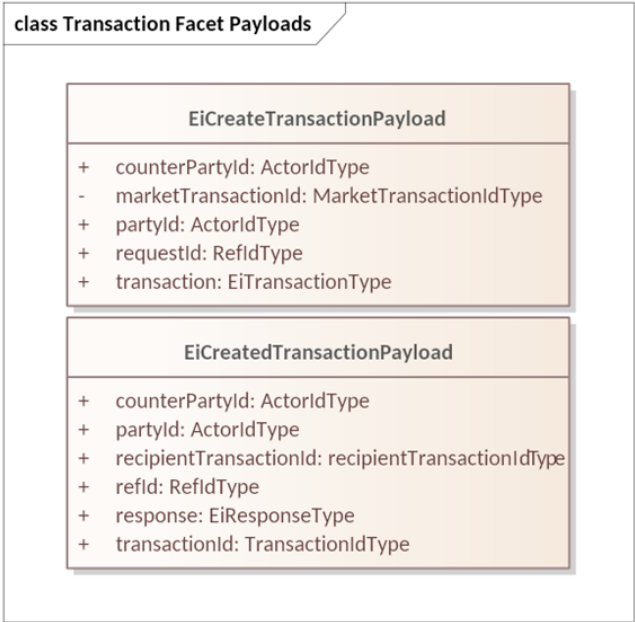 class Transaction Facet Payloads
EiCreateTransactionPayload
+ counterPartyId: ActorIdType
- marketTransactionId: MarketTransactionIdType
+ partyId: ActorIdType
+ requestId: RefIdType
+ transaction: EiTransactionType
EiCreatedTransactionPayload
+ counterPartyId: ActorIdType
+ partyId: ActorIdType
+ recipientTransactionId: recipientTransactionIdType
+ refId: RefIdType
+ response: EiResponseType
+ transactionId: TransactionIdType